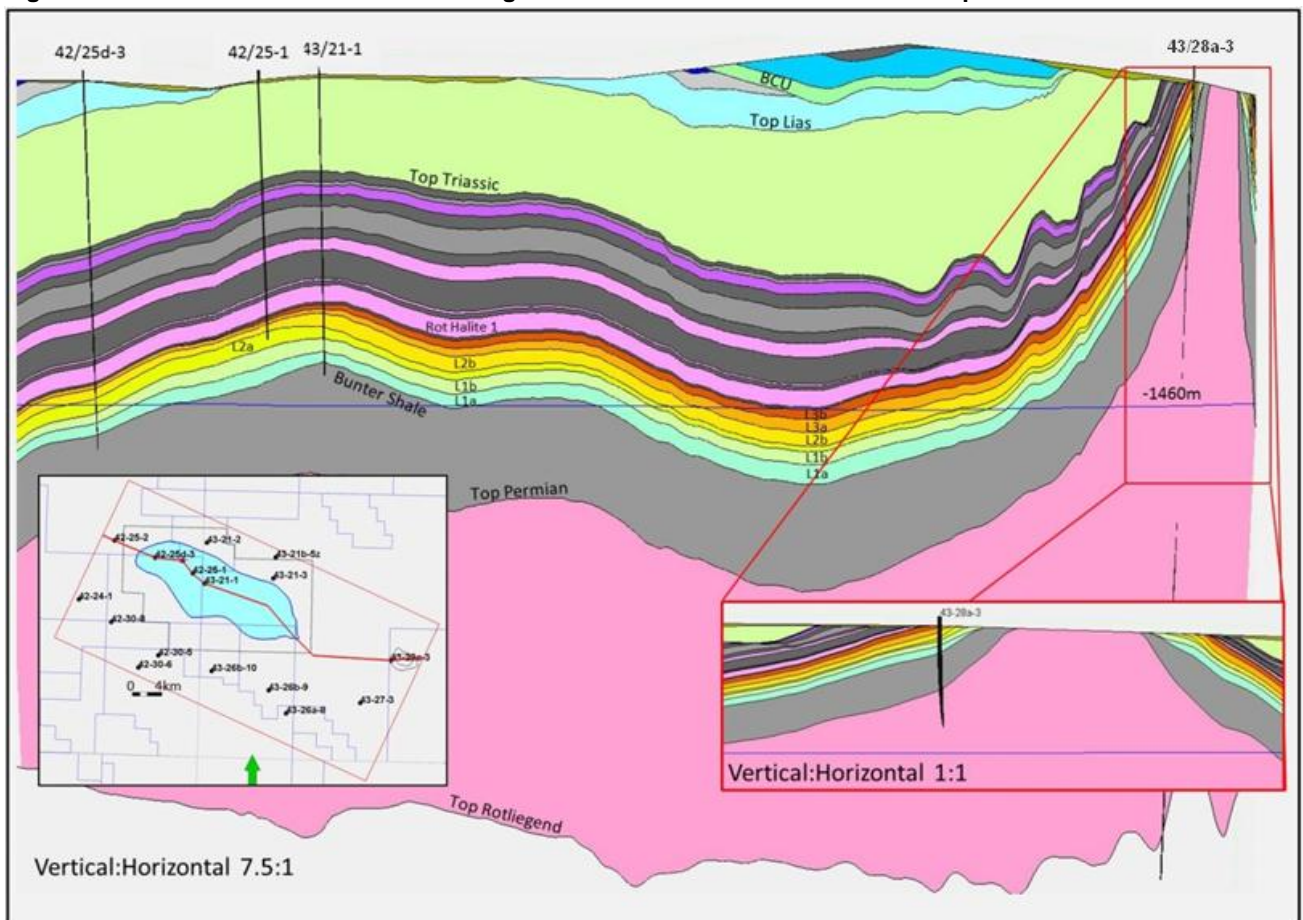 42/25d-3
42/25-1
43/21-1
43/28a-3
BCU
Top Lias
Top Triassic
Rot Halite 1
L2a
L2b
Bunter Shale
L1b
L1a
-1460m
L3b
L3a
L2b
L1b
L1a
Top Permian
42-25-2
43-21-2
42-25d-3
43-21b-5z
42-25-1
43-21-3
43-21-1
42-24-1
42-30-8
42-30-5
42-30-6
43-26b-10
0 4km
43-26b-9
43-27-3
43-26a-8
43-28a-3
Vertical:Horizontal 1:1
Top Rotliegend
Vertical:Horizontal 7.5:1